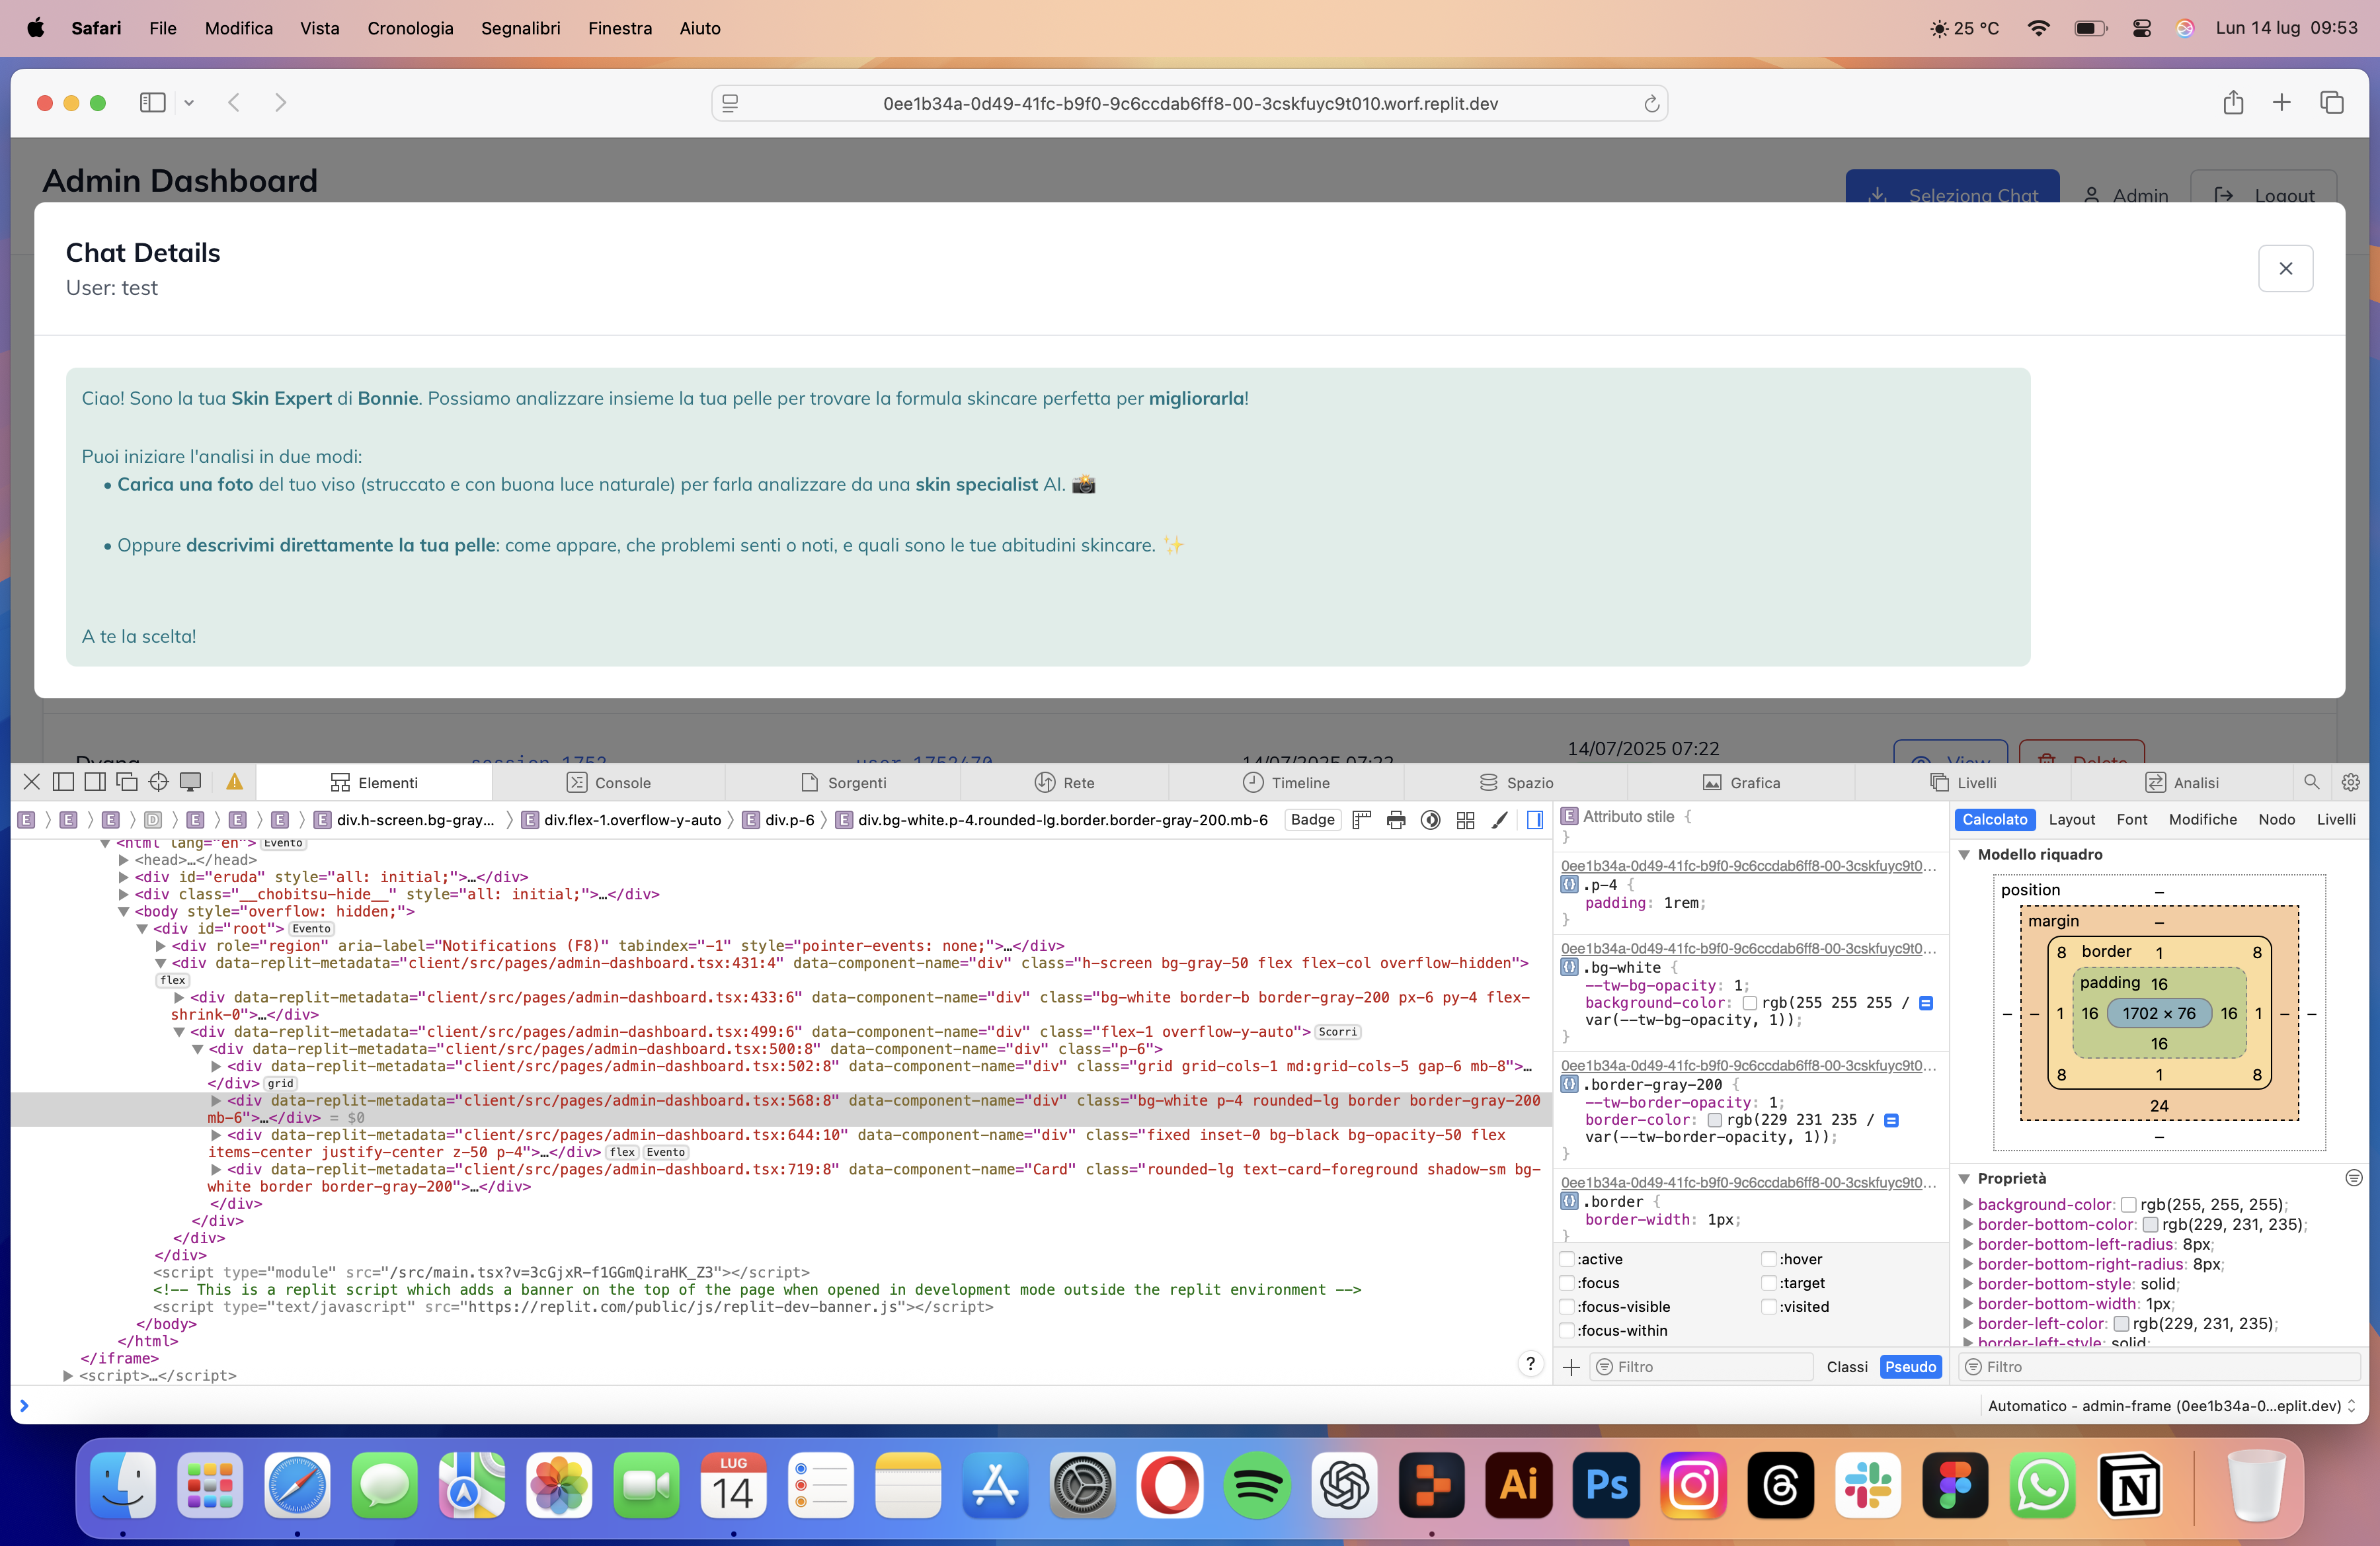 Safari File Modifica Vista Cronologia Segnalibri Finestra Aiuto 25 °C Lun 14 lug 09:53
0ee1b34a-0d49-41fc-b9f0-9c6ccdab6ff8-00-3cskfuyc9t010.worf.replit.dev
Admin Dashboard
Seleziona Chat Admin Logout
Chat Details
User: test
Ciao! Sono la tua Skin Expert di Bonnie. Possiamo analizzare insieme la tua pelle per trovare la formula skincare perfetta per migliorarla!
Puoi iniziare l'analisi in due modi:
• Carica una foto del tuo viso (struccato e con buona luce naturale) per farla analizzare da una skin specialist AI. 📸
• Oppure descrivimi direttamente la tua pelle: come appare, che problemi senti o noti, e quali sono le tue abitudini skincare. ✨
A te la scelta!
session_1752 user_1752470 14/07/2025 07:22 14/07/2025 07:22 View Delete
Elementi Console Sorgenti Rete Timeline Spazio Grafica Livelli Analisi
E E E D E E E E div.h-screen.bg-gray... E div.flex-1.overflow-y-auto E div.p-6 E div.bg-white.p-4.rounded-lg.border.border-gray-200.mb-6 Badge
<html lang="en"> Evento
<head>…</head>
<div id="eruda" style="all: initial;">…</div>
<div class="__chobitsu-hide__" style="all: initial;">…</div>
<body style="overflow: hidden;">
<div id="root"> Evento
<div role="region" aria-label="Notifications (F8)" tabindex="-1" style="pointer-events: none;">…</div>
<div data-replit-metadata="client/src/pages/admin-dashboard.tsx:431:4" data-component-name="div" class="h-screen bg-gray-50 flex flex-col overflow-hidden">
flex
<div data-replit-metadata="client/src/pages/admin-dashboard.tsx:433:6" data-component-name="div" class="bg-white border-b border-gray-200 px-6 py-4 flex-
shrink-0">…</div>
<div data-replit-metadata="client/src/pages/admin-dashboard.tsx:499:6" data-component-name="div" class="flex-1 overflow-y-auto"> Scorri
<div data-replit-metadata="client/src/pages/admin-dashboard.tsx:500:8" data-component-name="div" class="p-6">
<div data-replit-metadata="client/src/pages/admin-dashboard.tsx:502:8" data-component-name="div" class="grid grid-cols-1 md:grid-cols-5 gap-6 mb-8">…
</div> grid
<div data-replit-metadata="client/src/pages/admin-dashboard.tsx:568:8" data-component-name="div" class="bg-white p-4 rounded-lg border border-gray-200
mb-6">…</div> = $0
<div data-replit-metadata="client/src/pages/admin-dashboard.tsx:644:10" data-component-name="div" class="fixed inset-0 bg-black bg-opacity-50 flex
items-center justify-center z-50 p-4">…</div> flex Evento
<div data-replit-metadata="client/src/pages/admin-dashboard.tsx:719:8" data-component-name="Card" class="rounded-lg text-card-foreground shadow-sm bg-
white border border-gray-200">…</div>
</div>
</div>
</div>
</div>
<script type="module" src="/src/main.tsx?v=3cGjxR-f1GGmQiraHK_Z3"></script>
<!-- This is a replit script which adds a banner on the top of the page when opened in development mode outside the replit environment -->
<script type="text/javascript" src="https://replit.com/public/js/replit-dev-banner.js"></script>
</body>
</html>
</iframe>
<script>…</script>
?
E Attributo stile {
}
0ee1b34a-0d49-41fc-b9f0-9c6ccdab6ff8-00-3cskfuyc9t0…
.p-4 {
padding: 1rem;
}
0ee1b34a-0d49-41fc-b9f0-9c6ccdab6ff8-00-3cskfuyc9t0…
.bg-white {
--tw-bg-opacity: 1;
background-color: rgb(255 255 255 /
var(--tw-bg-opacity, 1));
}
0ee1b34a-0d49-41fc-b9f0-9c6ccdab6ff8-00-3cskfuyc9t0…
.border-gray-200 {
--tw-border-opacity: 1;
border-color: rgb(229 231 235 /
var(--tw-border-opacity, 1));
}
0ee1b34a-0d49-41fc-b9f0-9c6ccdab6ff8-00-3cskfuyc9t0…
.border {
border-width: 1px;
}
:active :hover
:focus :target
:focus-visible :visited
:focus-within
Filtro Classi Pseudo
Calcolato Layout Font Modifiche Nodo Livelli
Modello riquadro
position –
margin –
8 border 1 8
padding 16
– – 1 16 1702 × 76 16 1 – –
16
8 1 8
24
–
Proprietà
background-color: rgb(255, 255, 255);
border-bottom-color: rgb(229, 231, 235);
border-bottom-left-radius: 8px;
border-bottom-right-radius: 8px;
border-bottom-style: solid;
border-bottom-width: 1px;
border-left-color: rgb(229, 231, 235);
border-left-style: solid;
Filtro
Automatico - admin-frame (0ee1b34a-0...eplit.dev)
LUG
14
Ai
Ps
N